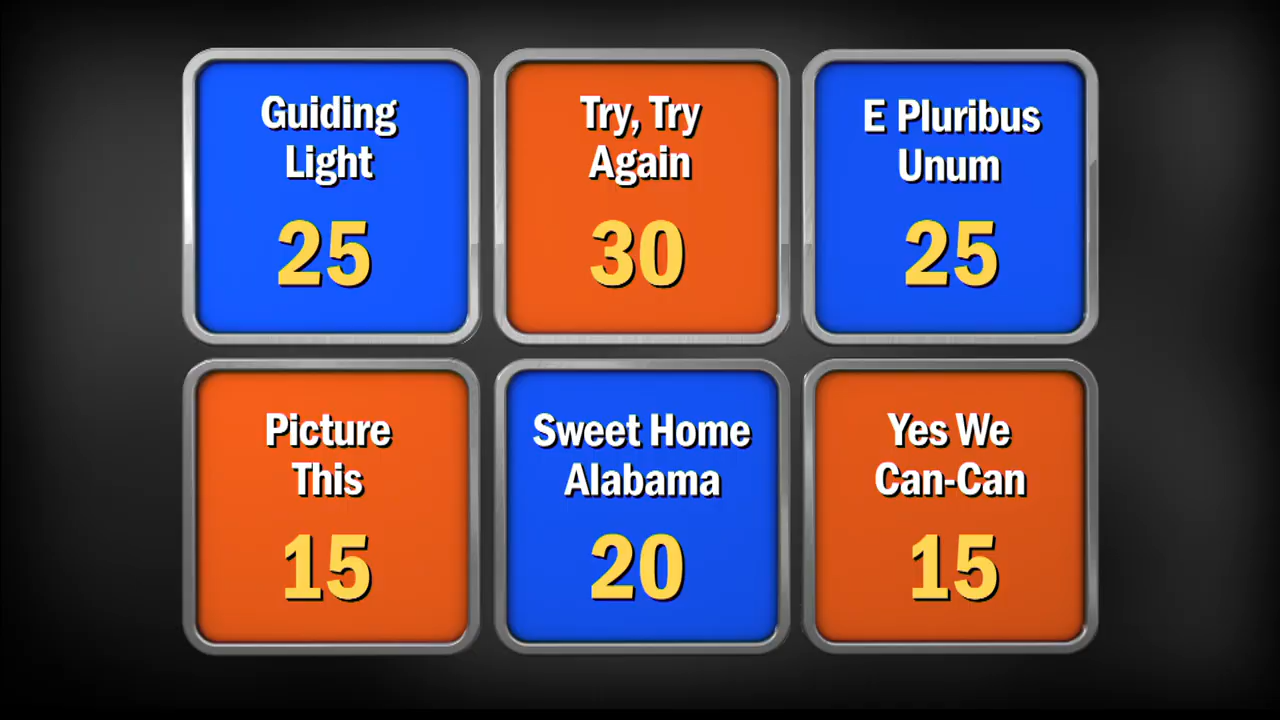 Guiding
Light
25
Try, Try
Again
30
E Pluribus
Unum
25
Picture
This
15
Sweet Home
Alabama
20
Yes We
Can-Can
15